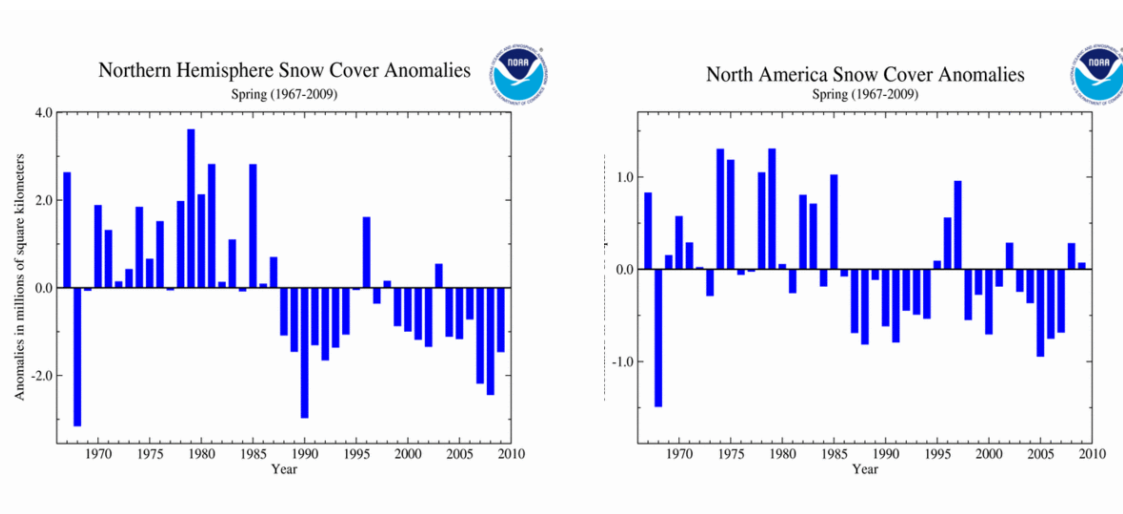 Northern Hemisphere Snow Cover Anomalies
Spring (1967-2009)
NOAA
Anomalies in millions of square kilometers
4.0
2.0
0.0
-2.0
1970 1975 1980 1985 1990 1995 2000 2005 2010
Year
North America Snow Cover Anomalies
Spring (1967-2009)
NOAA
1.0
0.0
-1.0
1970 1975 1980 1985 1990 1995 2000 2005 2010
Year